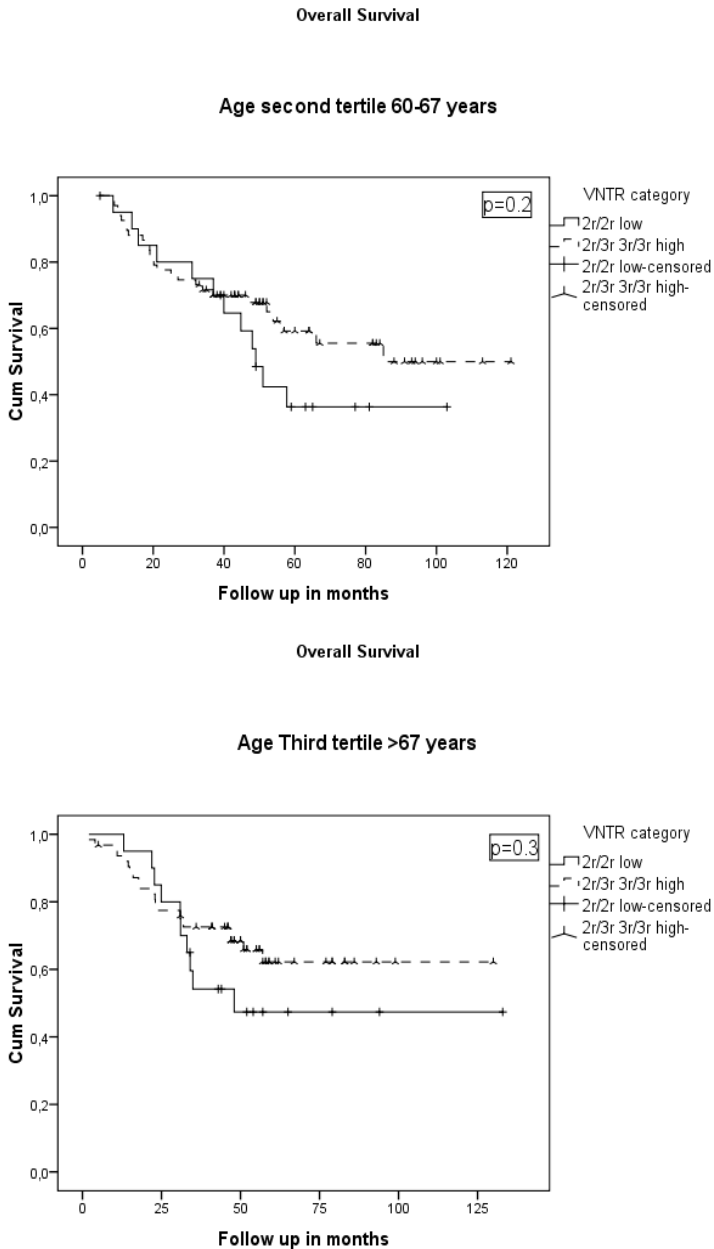 Overall Survival
Age second tertile 60-67 years
p=0.2
VNTR category
2r/2r low
2r/3r 3r/3r high
2r/2r low-censored
2r/3r 3r/3r high-
censored
1,0
0,8
0,6
0,4
0,2
0,0
Cum Survival
0 20 40 60 80 100 120
Follow up in months
Overall Survival
Age Third tertile >67 years
p=0.3
VNTR category
2r/2r low
2r/3r 3r/3r high
2r/2r low-censored
2r/3r 3r/3r high-
censored
1,0
0,8
0,6
0,4
0,2
0,0
Cum Survival
0 25 50 75 100 125
Follow up in months